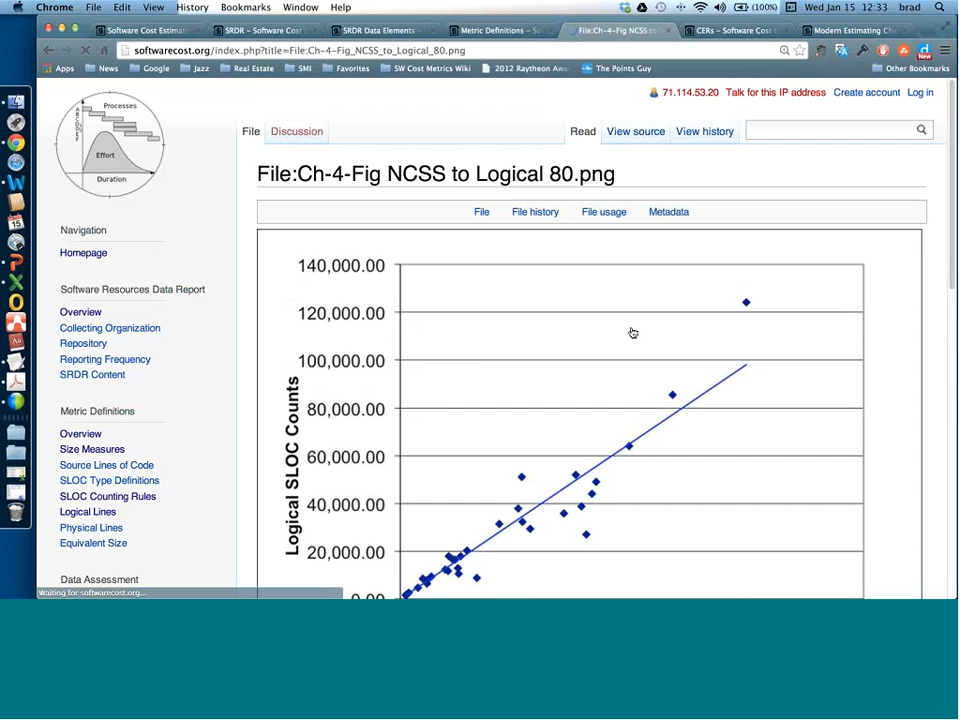 Chrome File Edit View History Bookmarks Window Help (100%) Wed Jan 15 12:33 brad
Software Cost Estimat SRDR – Software Cost SRDR Data Elements - Metric Definitions – So File:Ch-4-Fig_NCSS to CERs – Software Cost E Modern Estimating Cha
softwarecost.org/index.php?title=File:Ch-4-Fig_NCSS_to_Logical_80.png
New
Apps News Google Jazz Real Estate SMI Favorites SW Cost Metrics Wiki 2012 Raytheon Awa The Points Guy Other Bookmarks
71.114.53.20 Talk for this IP address Create account Log in
Processes
A B C D E F
Effort
Duration
File Discussion Read View source View history
File:Ch-4-Fig NCSS to Logical 80.png
File File history File usage Metadata
Navigation
Homepage
Software Resources Data Report
Overview
Collecting Organization
Repository
Reporting Frequency
SRDR Content
Metric Definitions
Overview
Size Measures
Source Lines of Code
SLOC Type Definitions
SLOC Counting Rules
Logical Lines
Physical Lines
Equivalent Size
Data Assessment
Logical SLOC Counts
140,000.00
120,000.00
100,000.00
80,000.00
60,000.00
40,000.00
20,000.00
0.00
Waiting for softwarecost.org...